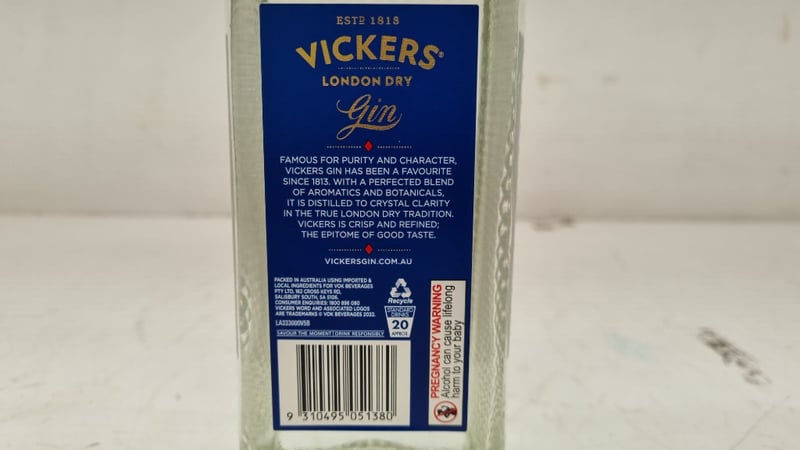 ESTD 1813
VICKERS®
LONDON DRY
Gin
FAMOUS FOR PURITY AND CHARACTER,
VICKERS GIN HAS BEEN A FAVOURITE
SINCE 1813. WITH A PERFECTED BLEND
OF AROMATICS AND BOTANICALS,
IT IS DISTILLED TO CRYSTAL CLARITY
IN THE TRUE LONDON DRY TRADITION.
VICKERS IS CRISP AND REFINED;
THE EPITOME OF GOOD TASTE.
VICKERSGIN.COM.AU
PACKED IN AUSTRALIA USING IMPORTED &
LOCAL INGREDIENTS FOR VOK BEVERAGES
PTY LTD, 162 CROSS KEYS RD,
SALISBURY SOUTH, SA 5106.
CONSUMER ENQUIRIES: 1800 896 080
VICKERS WORD AND ASSOCIATED LOGOS
ARE TRADEMARKS © VOK BEVERAGES 2022.
LA333000VSB
SAVOUR THE MOMENT | DRINK RESPONSIBLY
Recycle
STANDARD
DRINKS
20
APPROX.
PREGNANCY WARNING
Alcohol can cause lifelong
harm to your baby
9 310495 051380